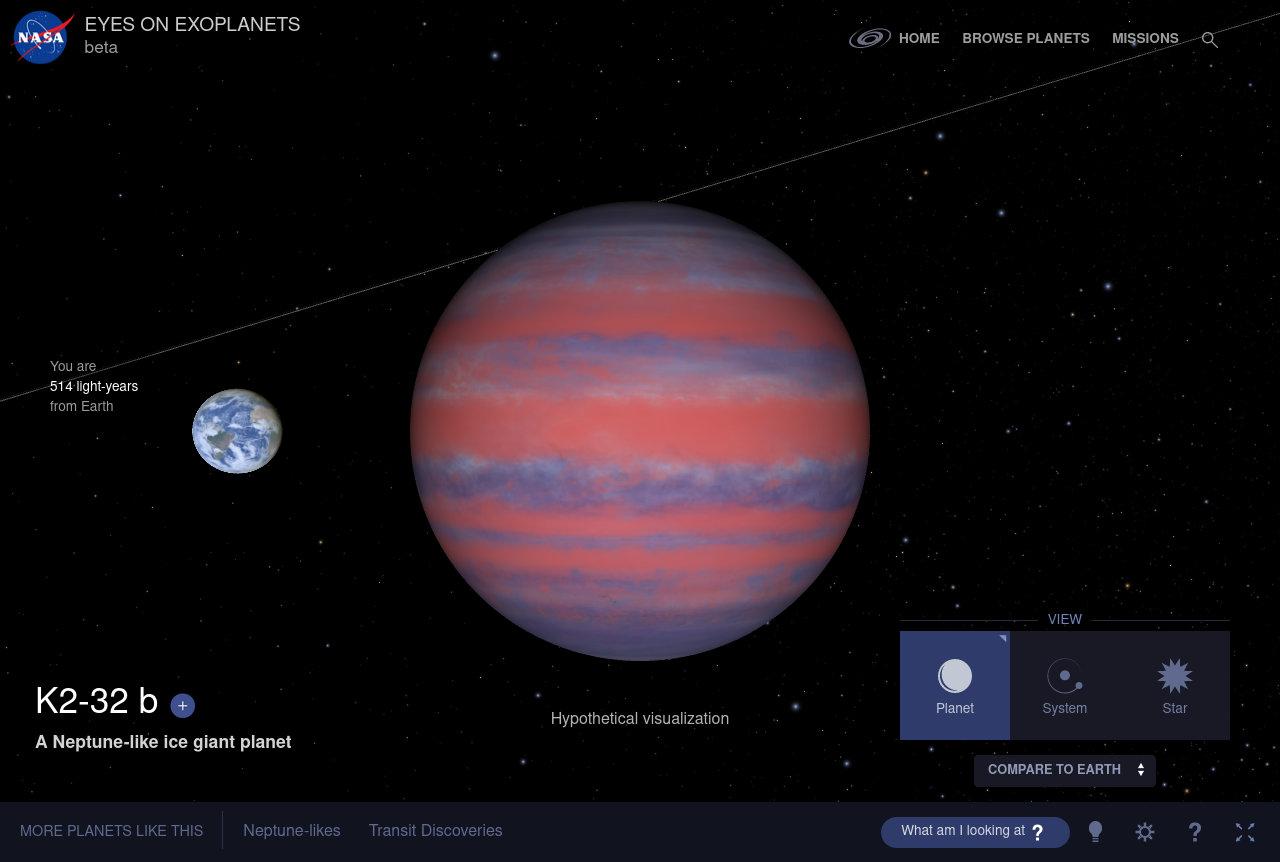 NASA
EYES ON EXOPLANETS
beta
HOME
BROWSE PLANETS
MISSIONS
You are
514 light-years
from Earth
K2-32 b +
A Neptune-like ice giant planet
Hypothetical visualization
VIEW
Planet
System
Star
COMPARE TO EARTH
MORE PLANETS LIKE THIS
Neptune-likes
Transit Discoveries
What am I looking at ?
?